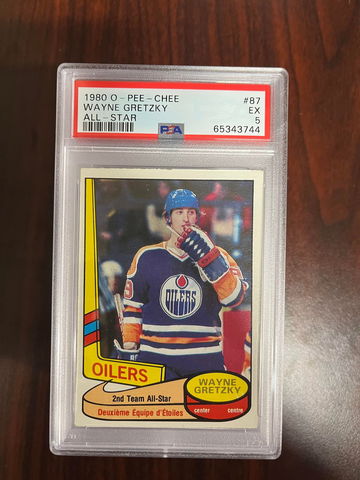 1980 O-PEE-CHEE #87
WAYNE GRETZKY EX
ALL-STAR 5
PSA 65343744
OILERS
9
OILERS
2nd Team All-Star
Deuxième Équipe d'Étoiles
WAYNE
GRETZKY
center centre